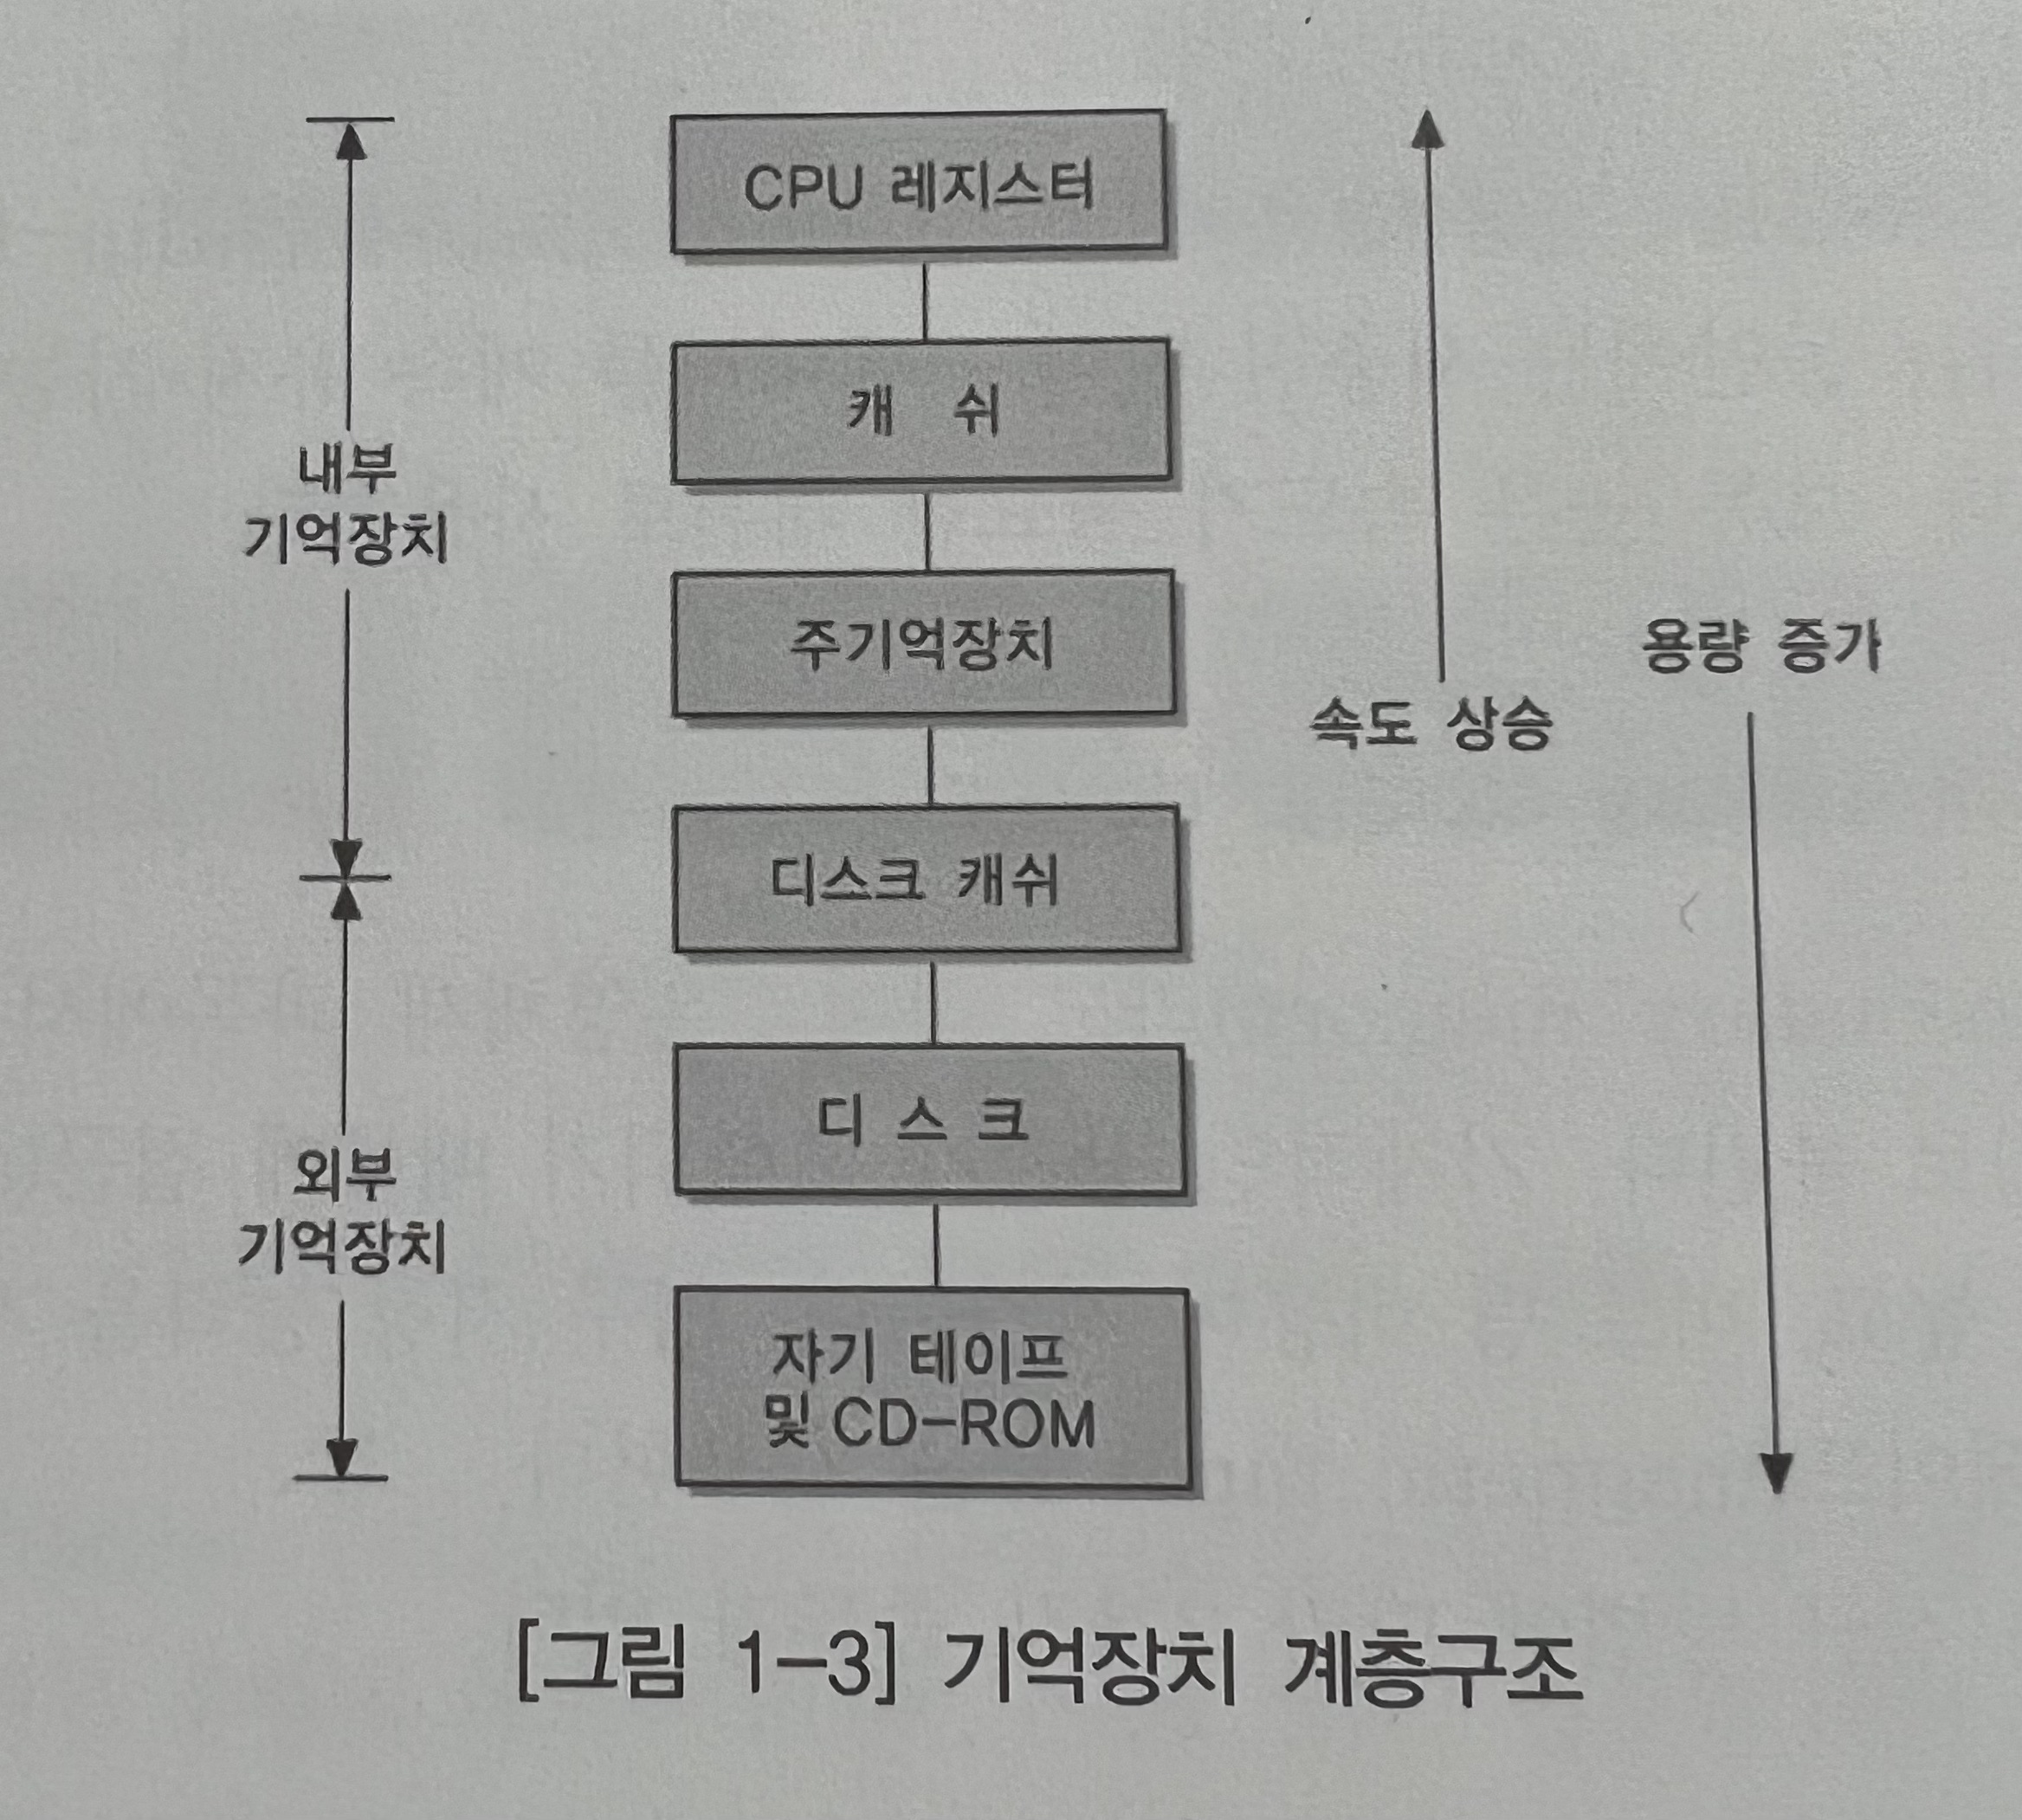 CPU 레지스터
캐 쉬
내부
기억장치
주기억장치
용량 증가
속도 상승
디스크 캐쉬
디 스 크
외부
기억장치
자기 테이프
및 CD-ROM
[그림 1-3] 기억장치 계층구조